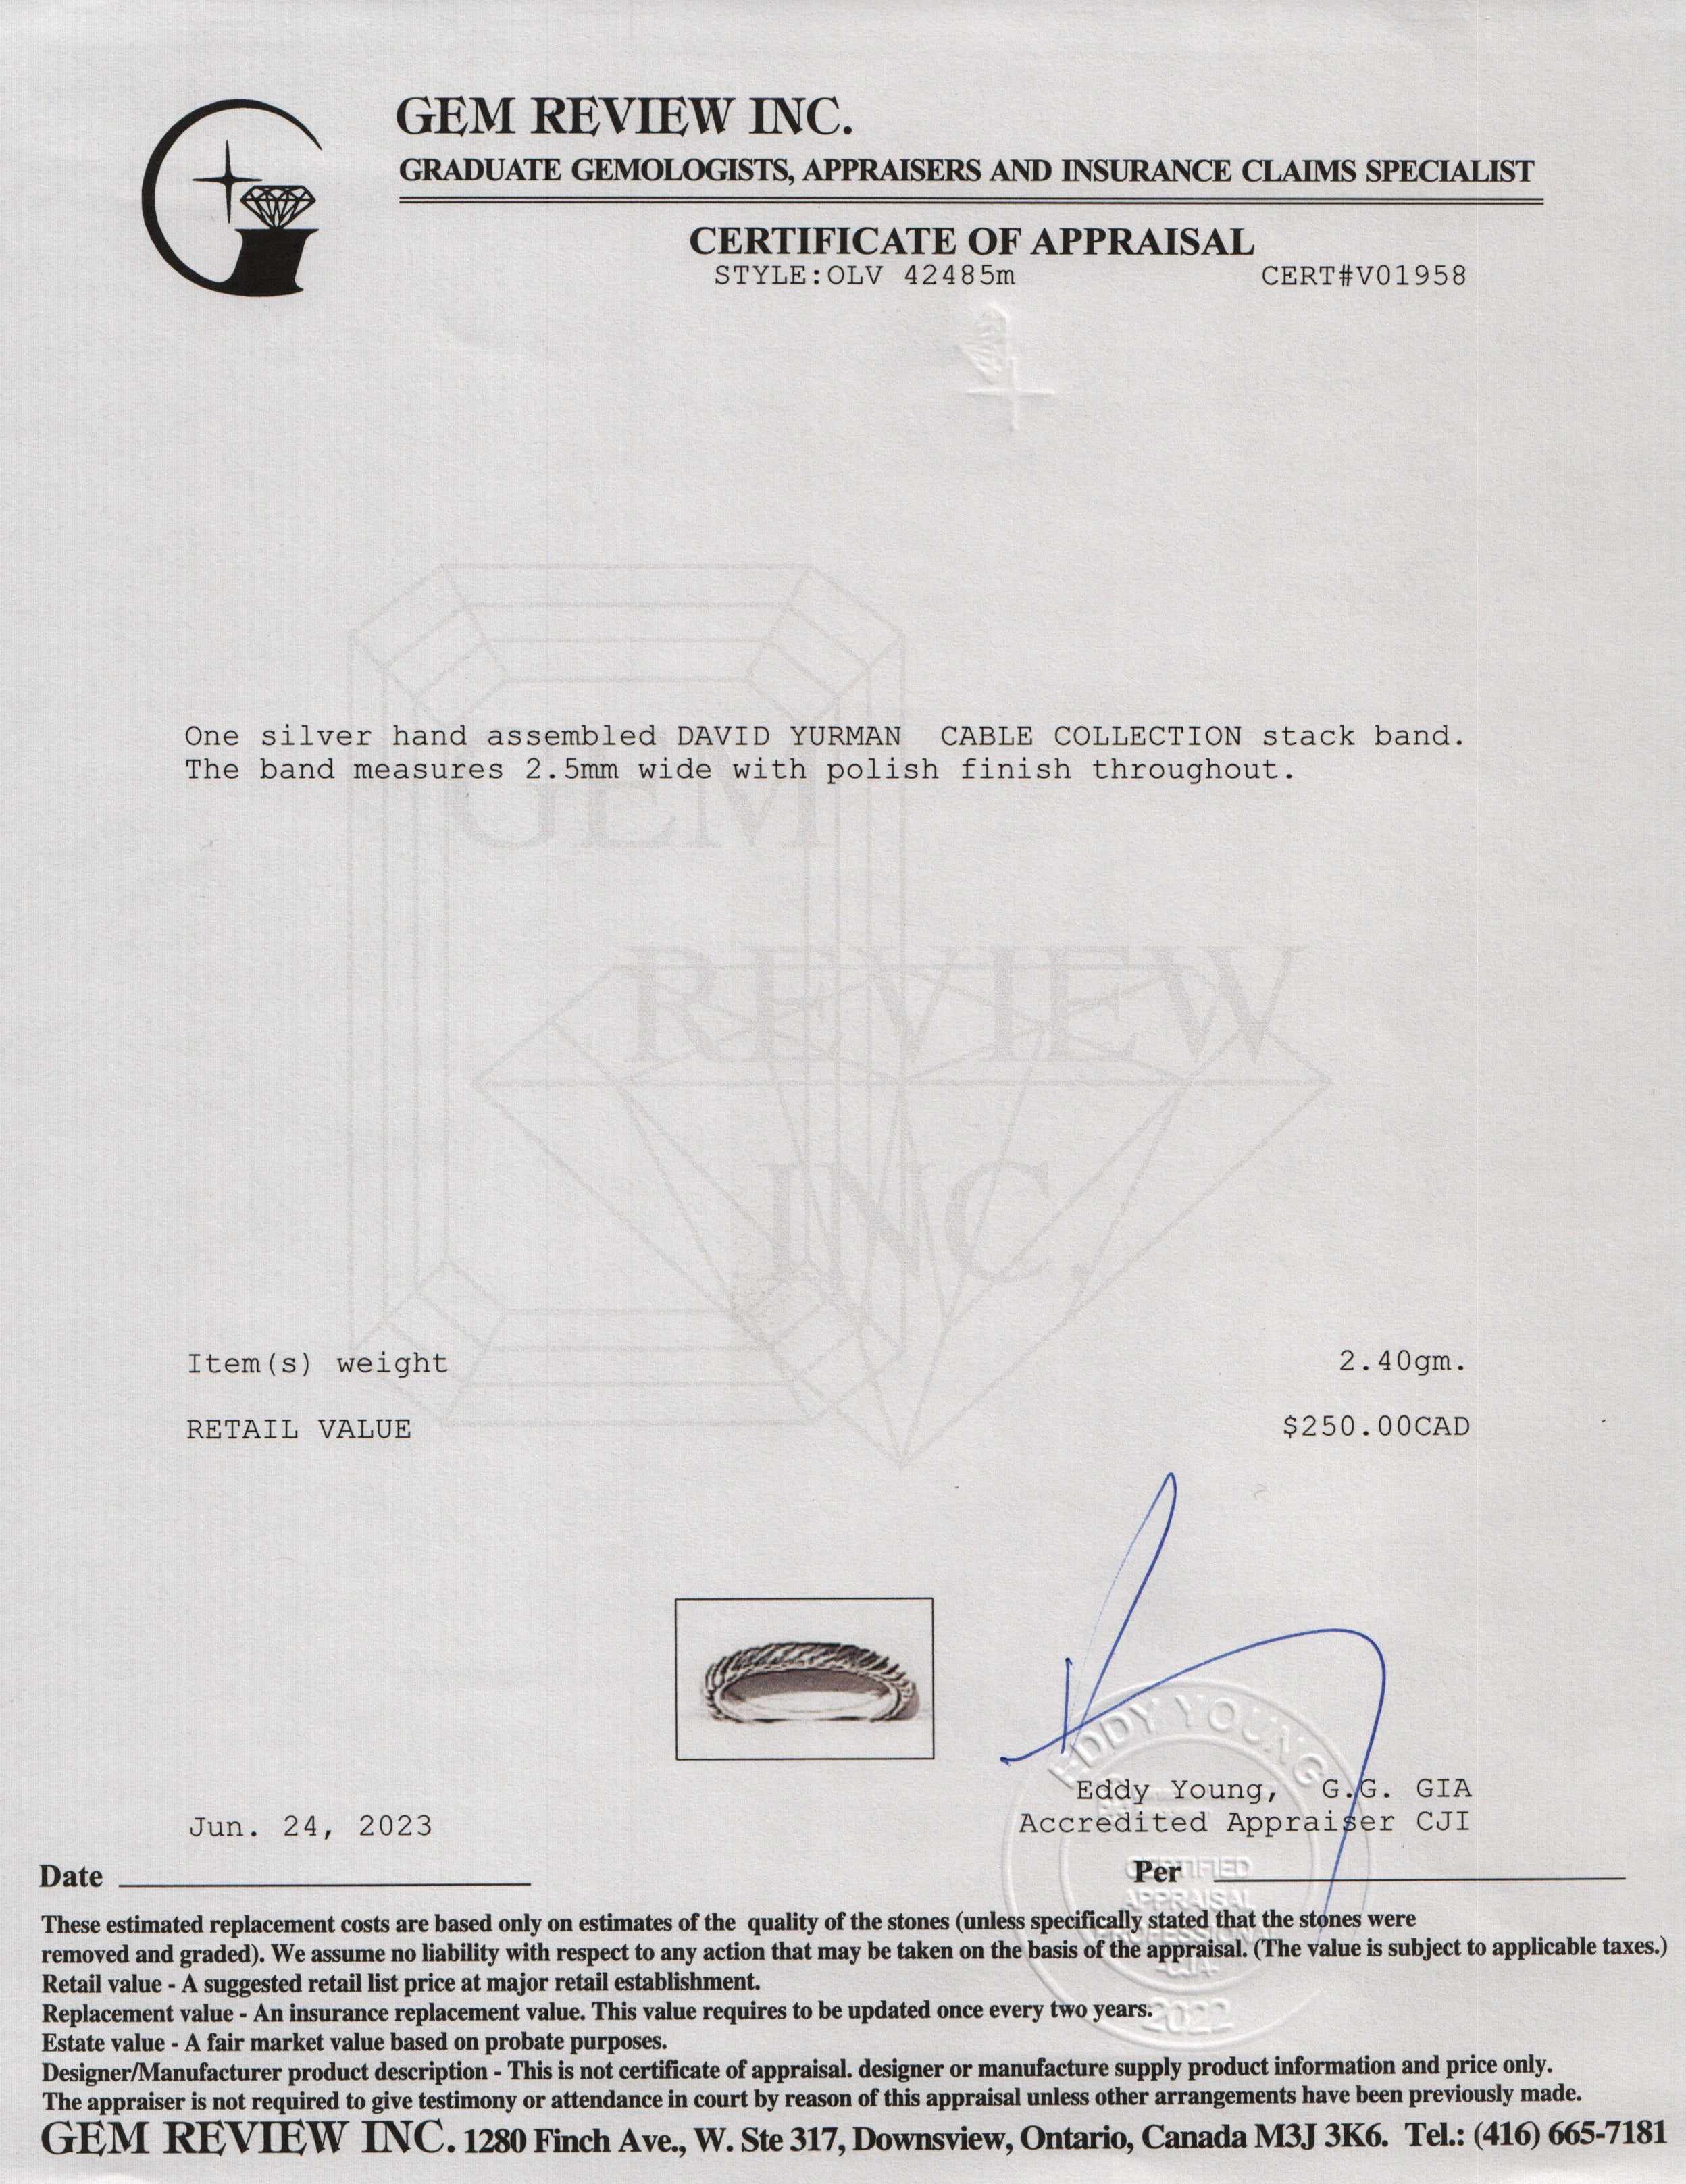 GEM REVIEW INC.
GRADUATE GEMOLOGISTS, APPRAISERS AND INSURANCE CLAIMS SPECIALIST
CERTIFICATE OF APPRAISAL
STYLE:OLV 42485m CERT#V01958
One silver hand assembled DAVID YURMAN CABLE COLLECTION stack band.
The band measures 2.5mm wide with polish finish throughout.
GEM
REVIEW
INC.
Item(s) weight 2.40gm.
RETAIL VALUE $250.00CAD
EDDY YOUNG
Eddy Young, G.G. GIA
Jun. 24, 2023 Accredited Appraiser CJI
Date Per
CERTIFIED
APPRAISAL
PROFESSIONAL
2022
These estimated replacement costs are based only on estimates of the quality of the stones (unless specifically stated that the stones were
removed and graded). We assume no liability with respect to any action that may be taken on the basis of the appraisal. (The value is subject to applicable taxes.)
Retail value - A suggested retail list price at major retail establishment.
Replacement value - An insurance replacement value. This value requires to be updated once every two years.
Estate value - A fair market value based on probate purposes.
Designer/Manufacturer product description - This is not certificate of appraisal. designer or manufacture supply product information and price only.
The appraiser is not required to give testimony or attendance in court by reason of this appraisal unless other arrangements have been previously made.
GEM REVIEW INC. 1280 Finch Ave., W. Ste 317, Downsview, Ontario, Canada M3J 3K6. Tel.: (416) 665-7181